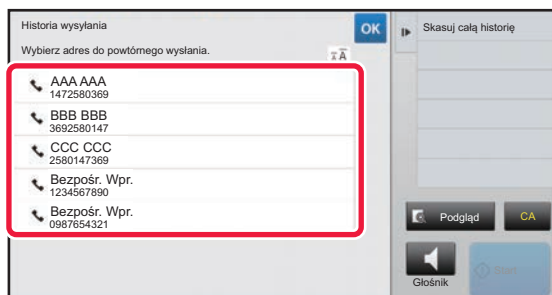 Historia wysyłania
OK
Skasuj całą historię
Wybierz adres do powtórnego wysłania.
AAA AAA
1472580369
BBB BBB
3692580147
CCC CCC
2580147369
Bezpośr. Wpr.
1234567890
Bezpośr. Wpr.
0987654321
Podgląd
CA
Głośnik
Start